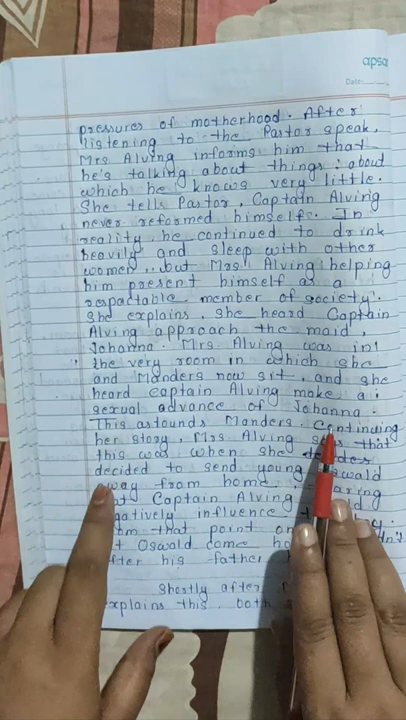 apsa
Date:
pressures of motherhood. After
listening to the Pastor speak,
Mrs Alving informs him that
he's talking about things about
which he knows very little.
She tells Pastor, Captain Alving
never reformed himself. In
reality, he continued to drink
heavily and sleep with other
women... but Mrs Alving helping
him present himself as a
respactable member of society.
She explains, she heard Captain
Alving approach the maid,
Johanna. Mrs. Alving was in
the very room in which she
and Manders now sit, and she
heard Captain Alving make a
sexual advance of Johanna.
This astounds Manders. Continuing
her story, Mrs Alving that
this was when she
decided to send young Oswald
away from home.
Captain Alving
influence
that point on
Oswald come
his father
Shortly after
explains this, both